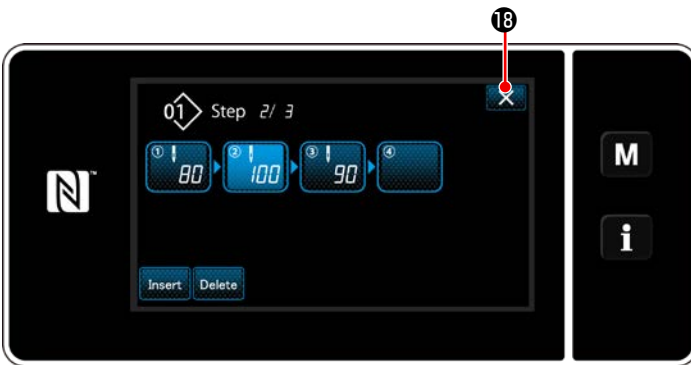 ⓲
01 Step 2/ 3
X
① 80 ② 100 ③ 90 ④
M
N
i
Insert Delete